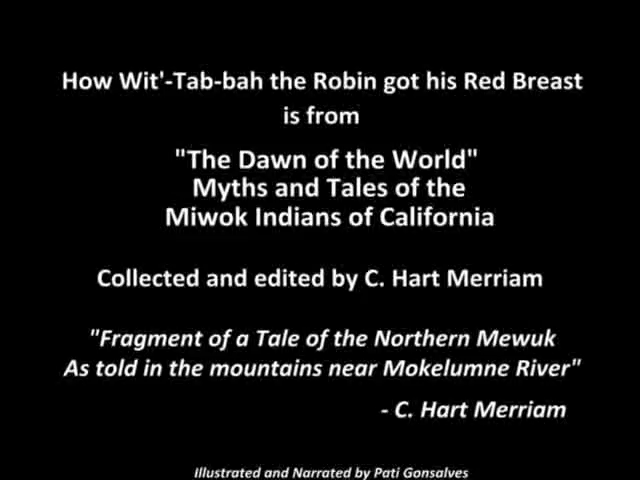 How Wit'-Tab-bah the Robin got his Red Breast
is from
"The Dawn of the World"
Myths and Tales of the
Miwok Indians of California
Collected and edited by C. Hart Merriam
"Fragment of a Tale of the Northern Mewuk
As told in the mountains near Mokelumne River"
- C. Hart Merriam
Illustrated and Narrated by Pati Gonsalves